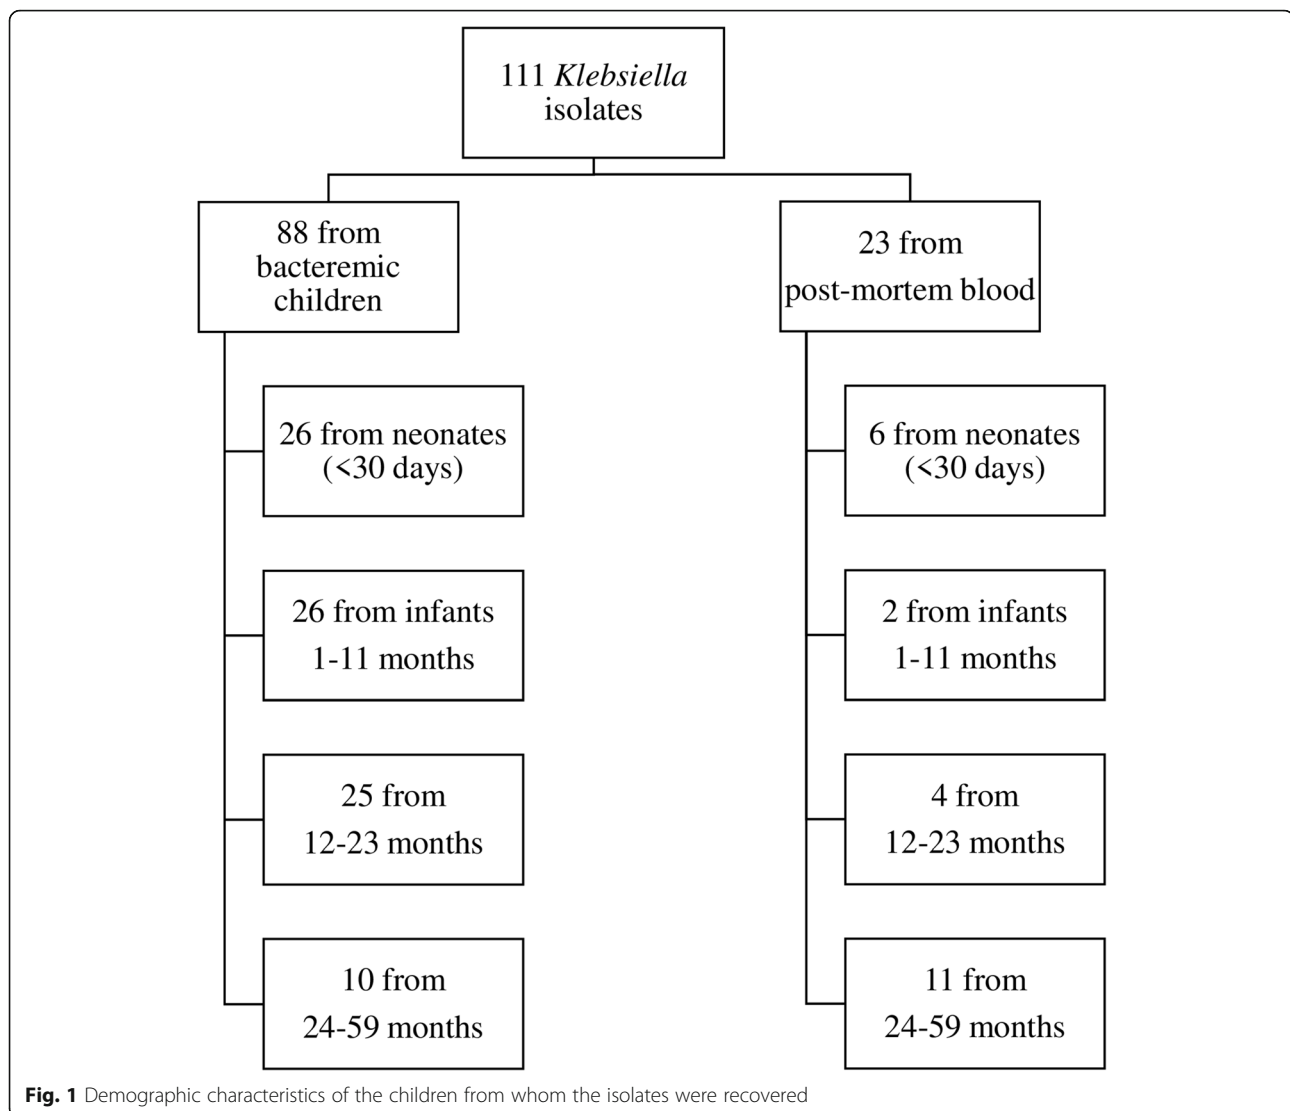 111 Klebsiella
isolates
88 from
bacteremic
children
23 from
post-mortem blood
26 from neonates
(<30 days)
6 from neonates
(<30 days)
26 from infants
1-11 months
2 from infants
1-11 months
25 from
12-23 months
4 from
12-23 months
10 from
24-59 months
11 from
24-59 months
Fig. 1 Demographic characteristics of the children from whom the isolates were recovered